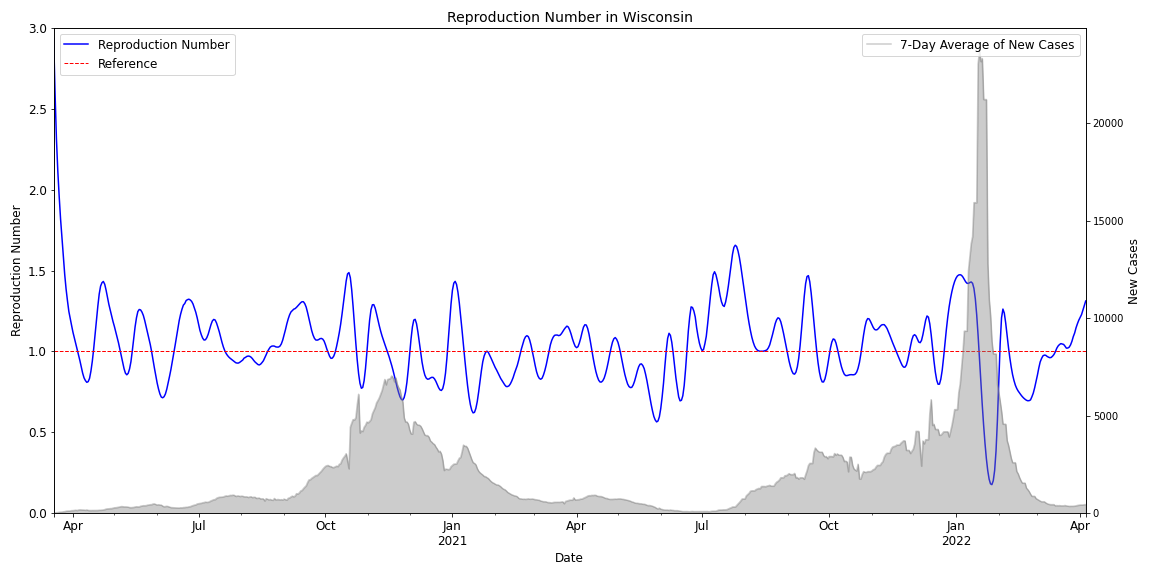 Reproduction Number in Wisconsin
Reproduction Number
Reference
7-Day Average of New Cases
3.0
2.5
2.0
1.5
1.0
0.5
0.0
Reproduction Number
20000
15000
10000
5000
0
New Cases
Apr Jul Oct Jan Apr Jul Oct Jan Apr
2021 2022
Date